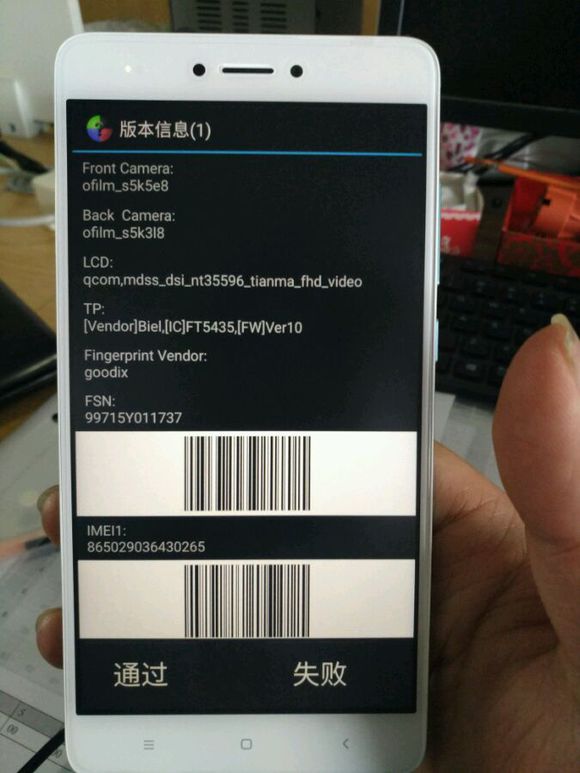 版本信息(1)
Front Camera:
ofilm_s5k5e8
Back  Camera:
ofilm_s5k3l8
LCD:
qcom,mdss_dsi_nt35596_tianma_fhd_video
TP:
[Vendor]Biel,[IC]FT5435,[FW]Ver10
Fingerprint Vendor:
goodix
FSN:
99715Y011737
IMEI1:
865029036430265
通过 失败